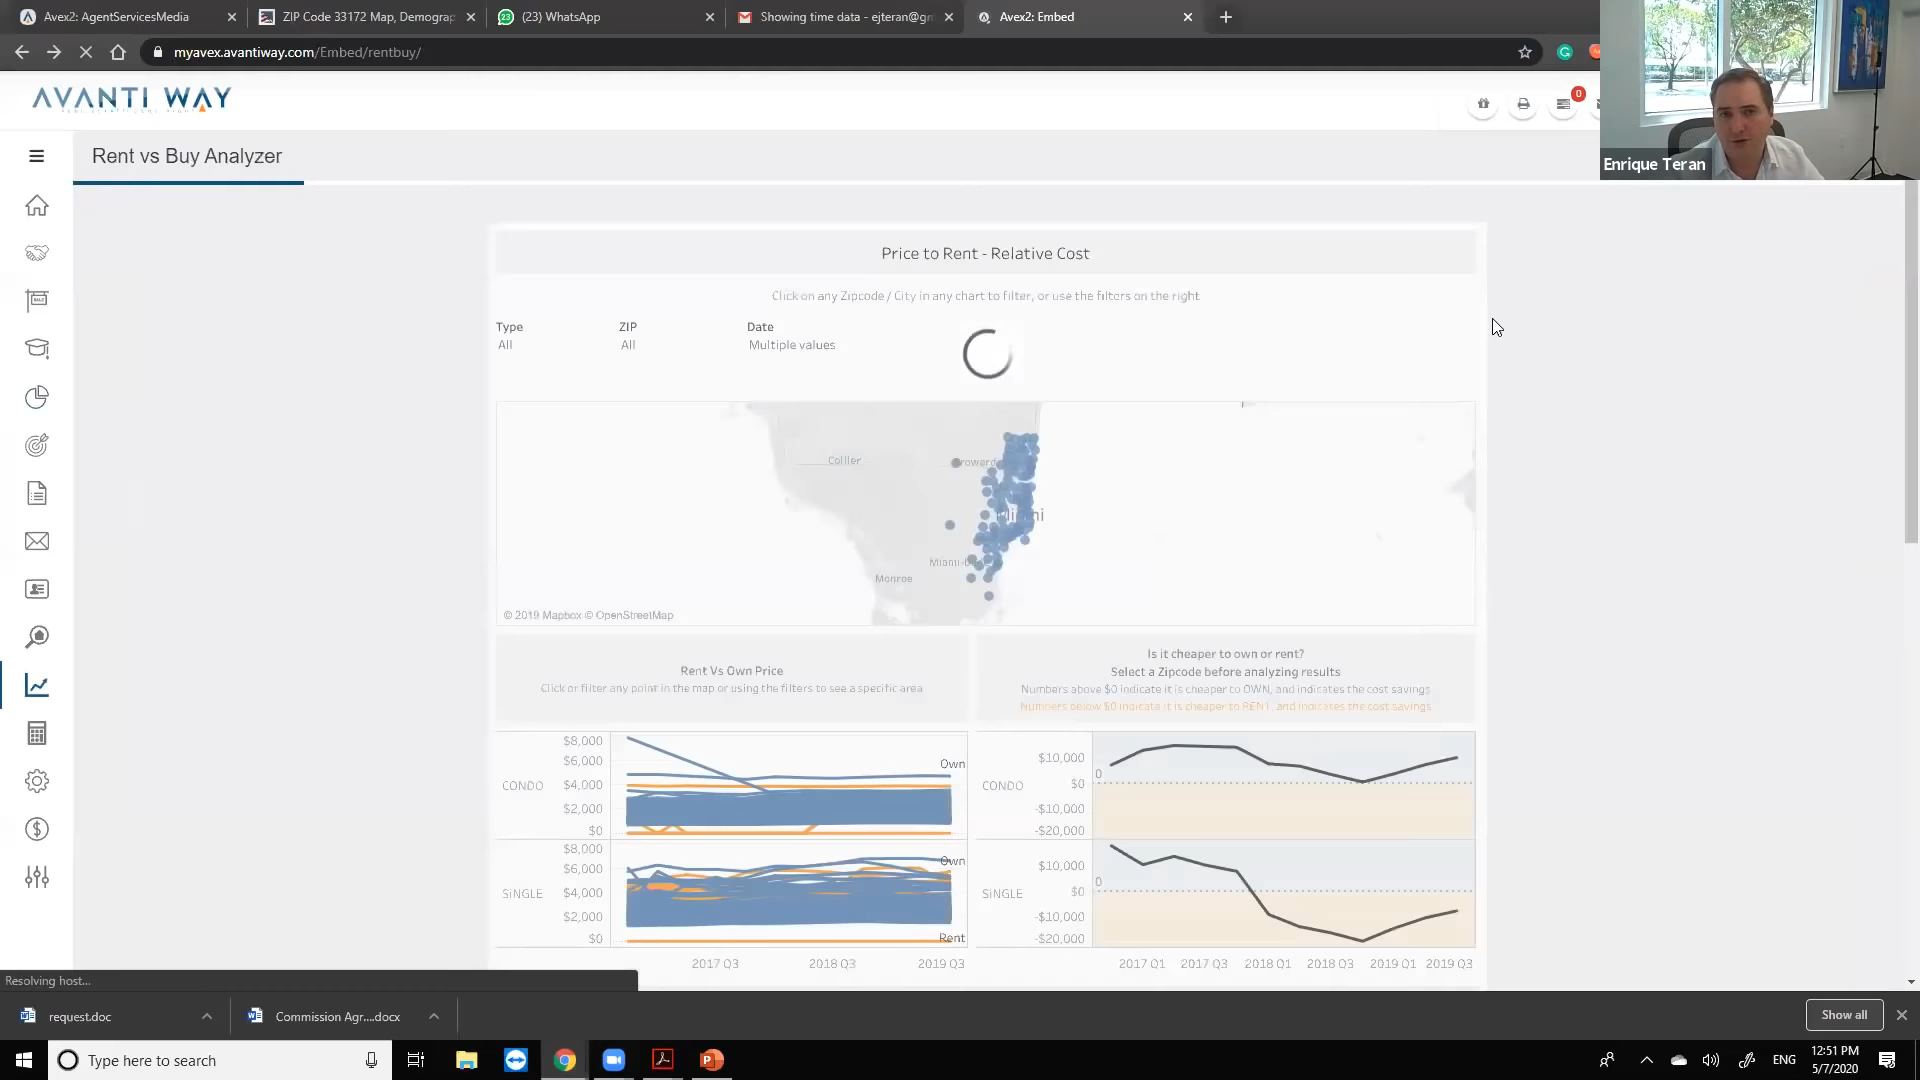 Avex2: AgentServicesMedia
ZIP Code 33172 Map, Demograp
(23) WhatsApp
Showing time data - ejteran@gm
Avex2: Embed
myavex.avantiway.com/Embed/rentbuy/
AVANTI WAY
0
Enrique Teran
Rent vs Buy Analyzer
Price to Rent - Relative Cost
Click on any Zipcode / City in any chart to filter, or use the filters on the right
Type ZIP Date
All All Multiple values
Collier
Miami
Monroe
© 2019 Mapbox © OpenStreetMap
Rent Vs Own Price
Click or filter any point in the map or using the filters to see a specific area
Is it cheaper to own or rent?
Select a Zipcode before analyzing results
Numbers above $0 indicate it is cheaper to OWN, and indicates the cost savings
Numbers below $0 indicate it is cheaper to RENT, and indicates the cost savings
CONDO
$8,000
$6,000
$4,000
$2,000
$0
Own
SiNGLE
$8,000
$6,000
$4,000
$2,000
$0
Own
Rent
2017 Q3 2018 Q3 2019 Q3
CONDO
$10,000
$0
-$10,000
-$20,000
0
SiNGLE
$10,000
$0
-$10,000
-$20,000
0
2017 Q1 2017 Q3 2018 Q1 2018 Q3 2019 Q1 2019 Q3
Resolving host...
request.doc
Commission Agr....docx
Show all
Type here to search
ENG
12:51 PM
5/7/2020